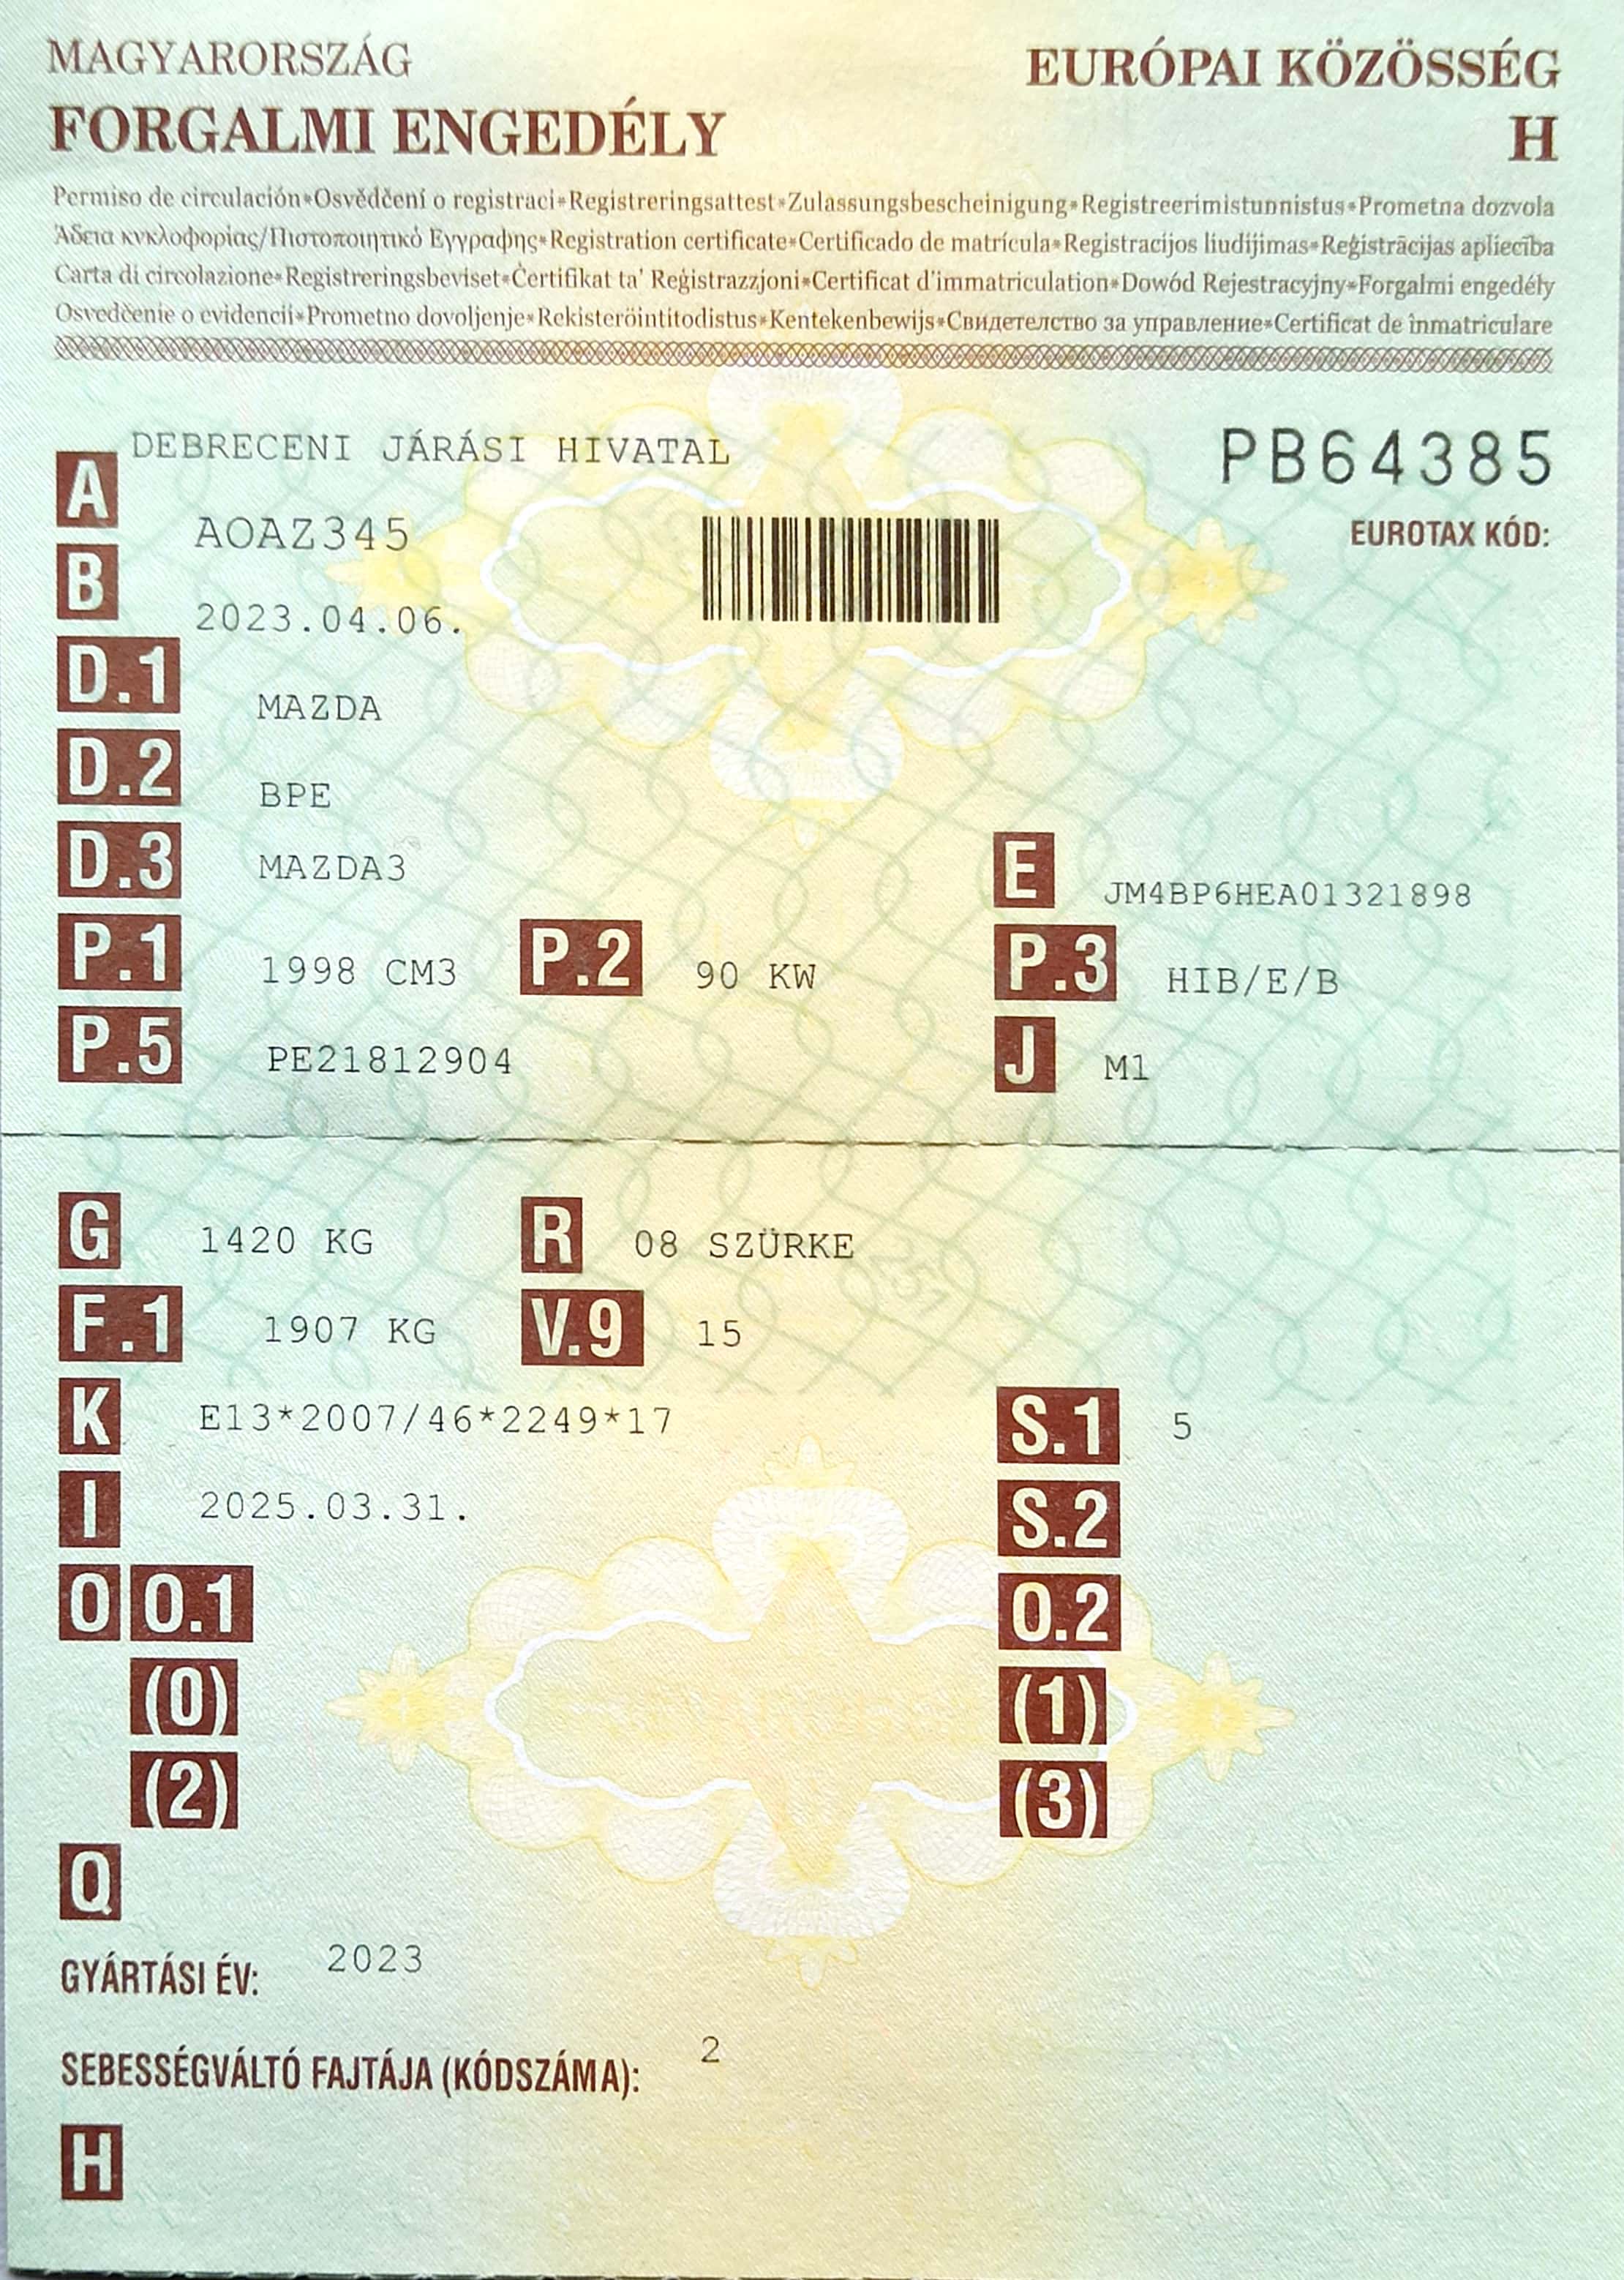 MAGYARORSZÁG
EURÓPAI KÖZÖSSÉG
FORGALMI ENGEDÉLY
H
Permiso de circulación*Osvědčení o registraci*Registreringsattest*Zulassungsbescheinigung*Registreerimistunnistus*Prometna dozvola
Άδεια κυκλοφορίας/Πιστοποιητικό Εγγραφης*Registration certificate*Certificado de matrícula*Registracijos liudijimas*Reģistrācijas apliecība
Carta di circolazione*Registreringsbeviset*Ċertifikat ta' Reġistrazzjoni*Certificat d'immatriculation*Dowód Rejestracyjny*Forgalmi engedély
Osvedčenie o evidencii*Prometno dovoljenje*Rekisteröintitodistus*Kentekenbewijs*Свидетелство за управление*Certificat de înmatriculare
DEBRECENI JÁRÁSI HIVATAL
PB64385
A AOAZ345
EUROTAX KÓD:
B 2023.04.06.
D.1 MAZDA
D.2 BPE
D.3 MAZDA3
E JM4BP6HEA01321898
P.1 1998 CM3 P.2 90 KW P.3 HIB/E/B
P.5 PE21812904 J M1
G 1420 KG R 08 SZÜRKE
F.1 1907 KG V.9 15
K E13*2007/46*2249*17 S.1 5
I 2025.03.31. S.2
O O.1 O.2
(0) (1)
(2) (3)
Q
GYÁRTÁSI ÉV: 2023
SEBESSÉGVÁLTÓ FAJTÁJA (KÓDSZÁMA): 2
H